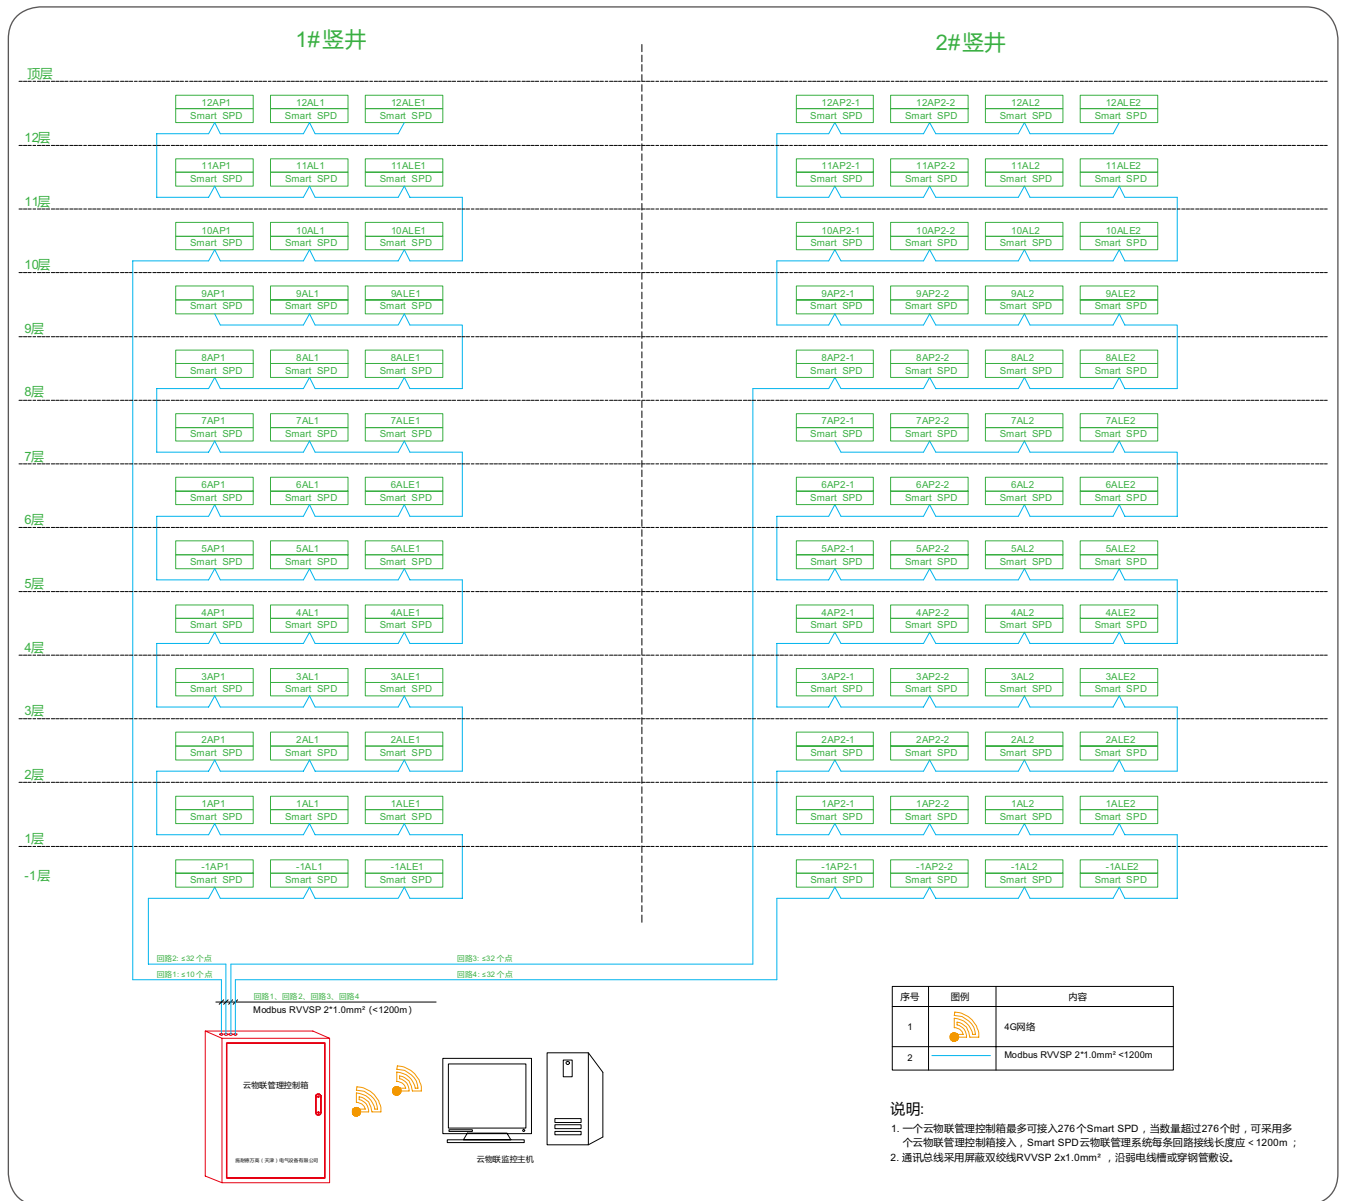 1#竖井
2#竖井
顶层
12AP1 12AL1 12ALE1 12AP2-1 12AP2-2 12AL2 12ALE2
Smart SPD Smart SPD Smart SPD Smart SPD Smart SPD Smart SPD Smart SPD
12层
11AP1 11AL1 11ALE1 11AP2-1 11AP2-2 11AL2 11ALE2
Smart SPD Smart SPD Smart SPD Smart SPD Smart SPD Smart SPD Smart SPD
11层
10AP1 10AL1 10ALE1 10AP2-1 10AP2-2 10AL2 10ALE2
Smart SPD Smart SPD Smart SPD Smart SPD Smart SPD Smart SPD Smart SPD
10层
9AP1 9AL1 9ALE1 9AP2-1 9AP2-2 9AL2 9ALE2
Smart SPD Smart SPD Smart SPD Smart SPD Smart SPD Smart SPD Smart SPD
9层
8AP1 8AL1 8ALE1 8AP2-1 8AP2-2 8AL2 8ALE2
Smart SPD Smart SPD Smart SPD Smart SPD Smart SPD Smart SPD Smart SPD
8层
7AP1 7AL1 7ALE1 7AP2-1 7AP2-2 7AL2 7ALE2
Smart SPD Smart SPD Smart SPD Smart SPD Smart SPD Smart SPD Smart SPD
7层
6AP1 6AL1 6ALE1 6AP2-1 6AP2-2 6AL2 6ALE2
Smart SPD Smart SPD Smart SPD Smart SPD Smart SPD Smart SPD Smart SPD
6层
5AP1 5AL1 5ALE1 5AP2-1 5AP2-2 5AL2 5ALE2
Smart SPD Smart SPD Smart SPD Smart SPD Smart SPD Smart SPD Smart SPD
5层
4AP1 4AL1 4ALE1 4AP2-1 4AP2-2 4AL2 4ALE2
Smart SPD Smart SPD Smart SPD Smart SPD Smart SPD Smart SPD Smart SPD
4层
3AP1 3AL1 3ALE1 3AP2-1 3AP2-2 3AL2 3ALE2
Smart SPD Smart SPD Smart SPD Smart SPD Smart SPD Smart SPD Smart SPD
3层
2AP1 2AL1 2ALE1 2AP2-1 2AP2-2 2AL2 2ALE2
Smart SPD Smart SPD Smart SPD Smart SPD Smart SPD Smart SPD Smart SPD
2层
1AP1 1AL1 1ALE1 1AP2-1 1AP2-2 1AL2 1ALE2
Smart SPD Smart SPD Smart SPD Smart SPD Smart SPD Smart SPD Smart SPD
1层
-1AP1 -1AL1 -1ALE1 -1AP2-1 -1AP2-2 -1AL2 -1ALE2
-1层 Smart SPD Smart SPD Smart SPD Smart SPD Smart SPD Smart SPD Smart SPD
回路2: ≤32个点 回路3: ≤32个点
回路1: ≤10个点 回路4: ≤32个点
回路1、回路2、回路3、回路4
Modbus RVVSP 2*1.0mm² (<1200m)
云物联管理控制箱
云物联监控主机
序号 图例 内容
1 4G网络
2 Modbus RVVSP 2*1.0mm² <1200m
说明:
1. 一个云物联管理控制箱最多可接入276个Smart SPD，当数量超过276个时，可采用多
个云物联管理控制箱接入，Smart SPD云物联管理系统每条回路接线长度应＜1200m；
2. 通讯总线采用屏蔽双绞线RVVSP 2x1.0mm²，沿弱电线槽或穿钢管敷设。